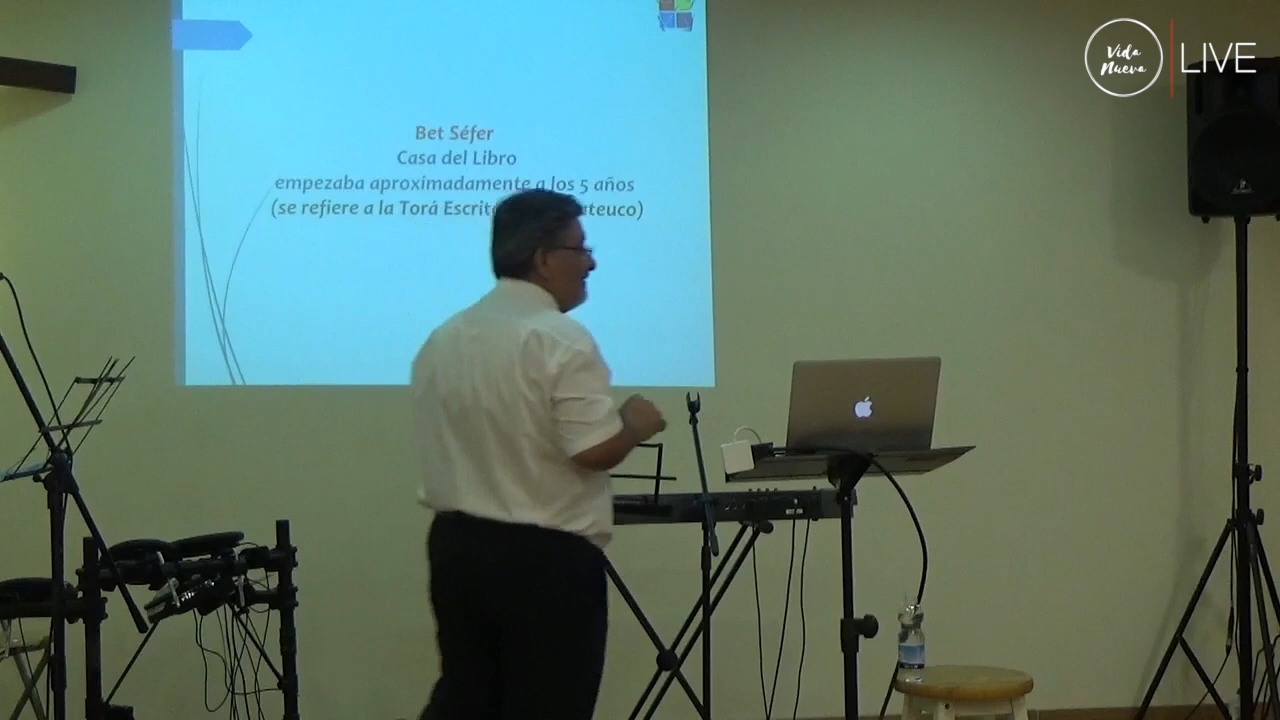 Vida
Nueva
LIVE
Bet Séfer
Casa del Libro
empezaba aproximadamente a los 5 años
(se refiere a la Torá